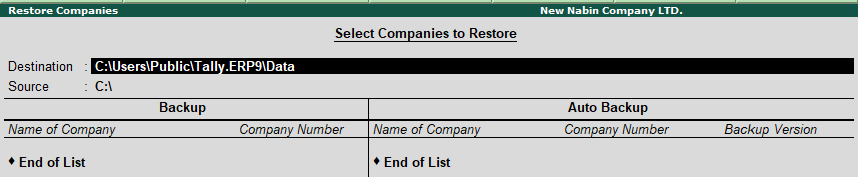 Restore Companies New Nabin Company LTD.
Select Companies to Restore
Destination : C:\Users\Public\Tally.ERP9\Data
Source : C:\
Backup Auto Backup
Name of Company Company Number Name of Company Company Number Backup Version
♦ End of List ♦ End of List